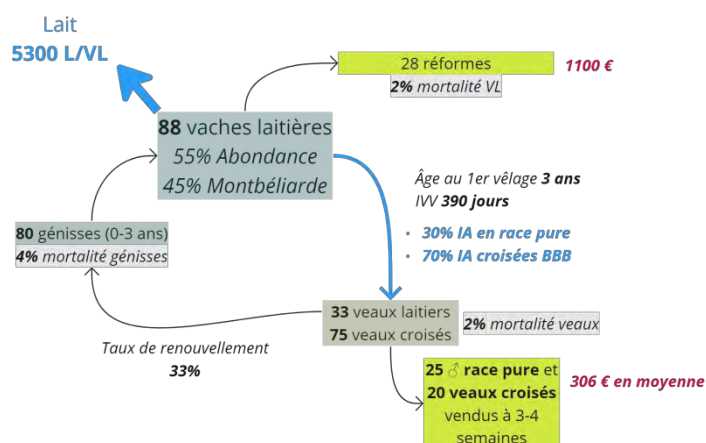 Lait
5300 L/VL
28 réformes
1100 €
2% mortalité VL
88 vaches laitières
55% Abondance
45% Montbéliarde
Âge au 1er vêlage 3 ans
IVV 390 jours
• 30% IA en race pure
• 70% IA croisées BBB
80 génisses (0-3 ans)
4% mortalité génisses
33 veaux laitiers
75 veaux croisés
2% mortalité veaux
Taux de renouvellement
33%
25 ♂ race pure et
20 veaux croisés
vendus à 3-4
semaines
306 € en moyenne